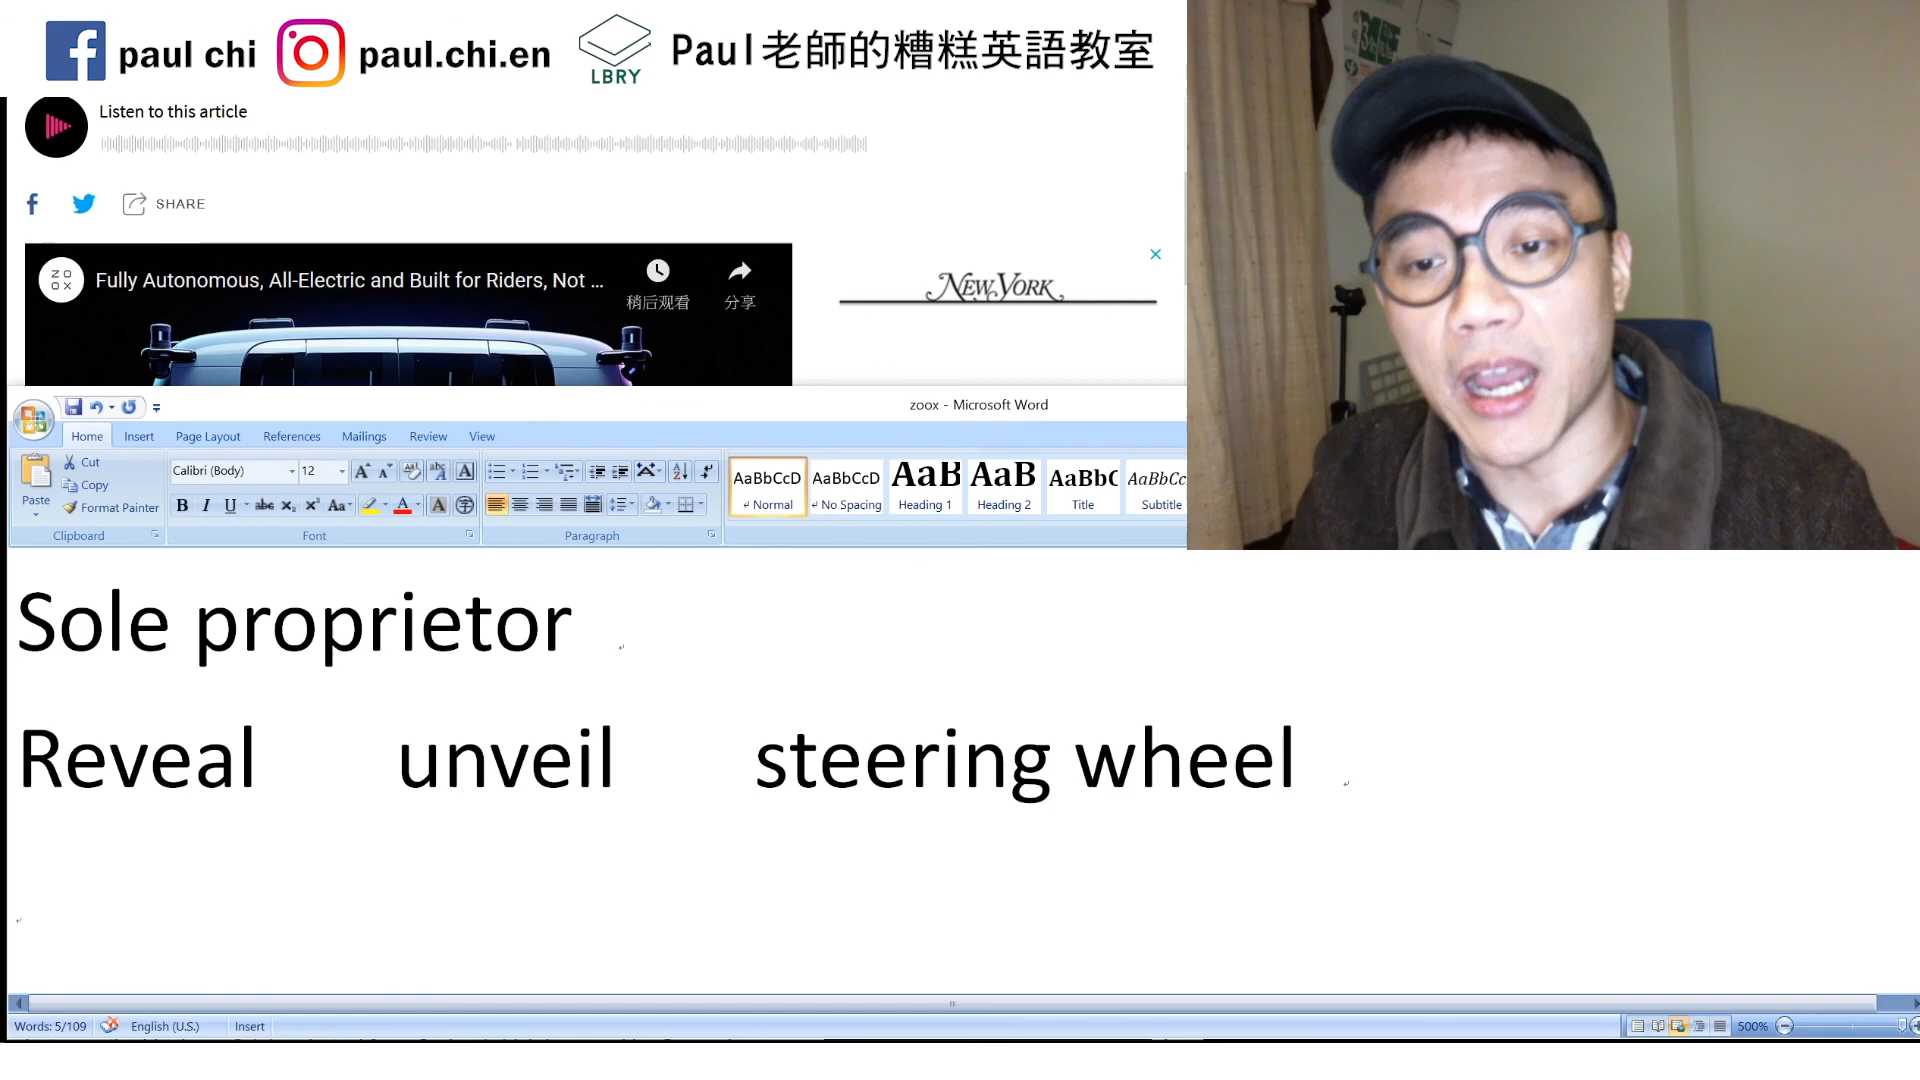 paul chi paul.chi.en LBRY Paul老師的糟糕英語教室
Listen to this article
SHARE
ZOOX Fully Autonomous, All-Electric and Built for Riders, Not ...
稍后观看 分享
NEW YORK
zoox - Microsoft Word
Home Insert Page Layout References Mailings Review View
Paste Cut Copy Format Painter
Clipboard
Calibri (Body) 12
Font
Paragraph
AaBbCcD AaBbCcD AaB AaB AaBbC AaBbCc
Normal No Spacing Heading 1 Heading 2 Title Subtitle
Sole proprietor
Reveal unveil steering wheel
Words: 5/109 English (U.S.) Insert 500%